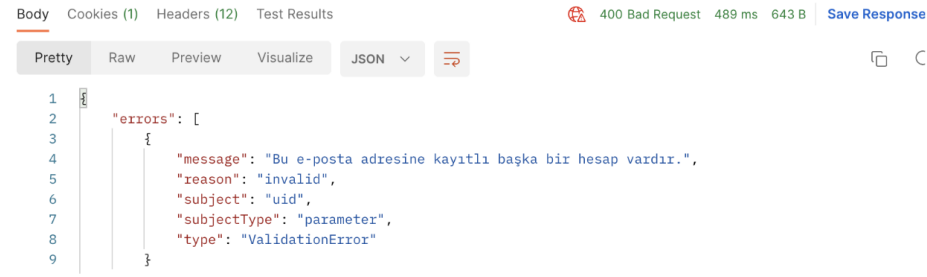 Body Cookies (1) Headers (12) Test Results 400 Bad Request 489 ms 643 B Save Response
Pretty Raw Preview Visualize JSON
1 {
2 "errors": [
3 {
4 "message": "Bu e-posta adresine kayıtlı başka bir hesap vardır.",
5 "reason": "invalid",
6 "subject": "uid",
7 "subjectType": "parameter",
8 "type": "ValidationError"
9 }